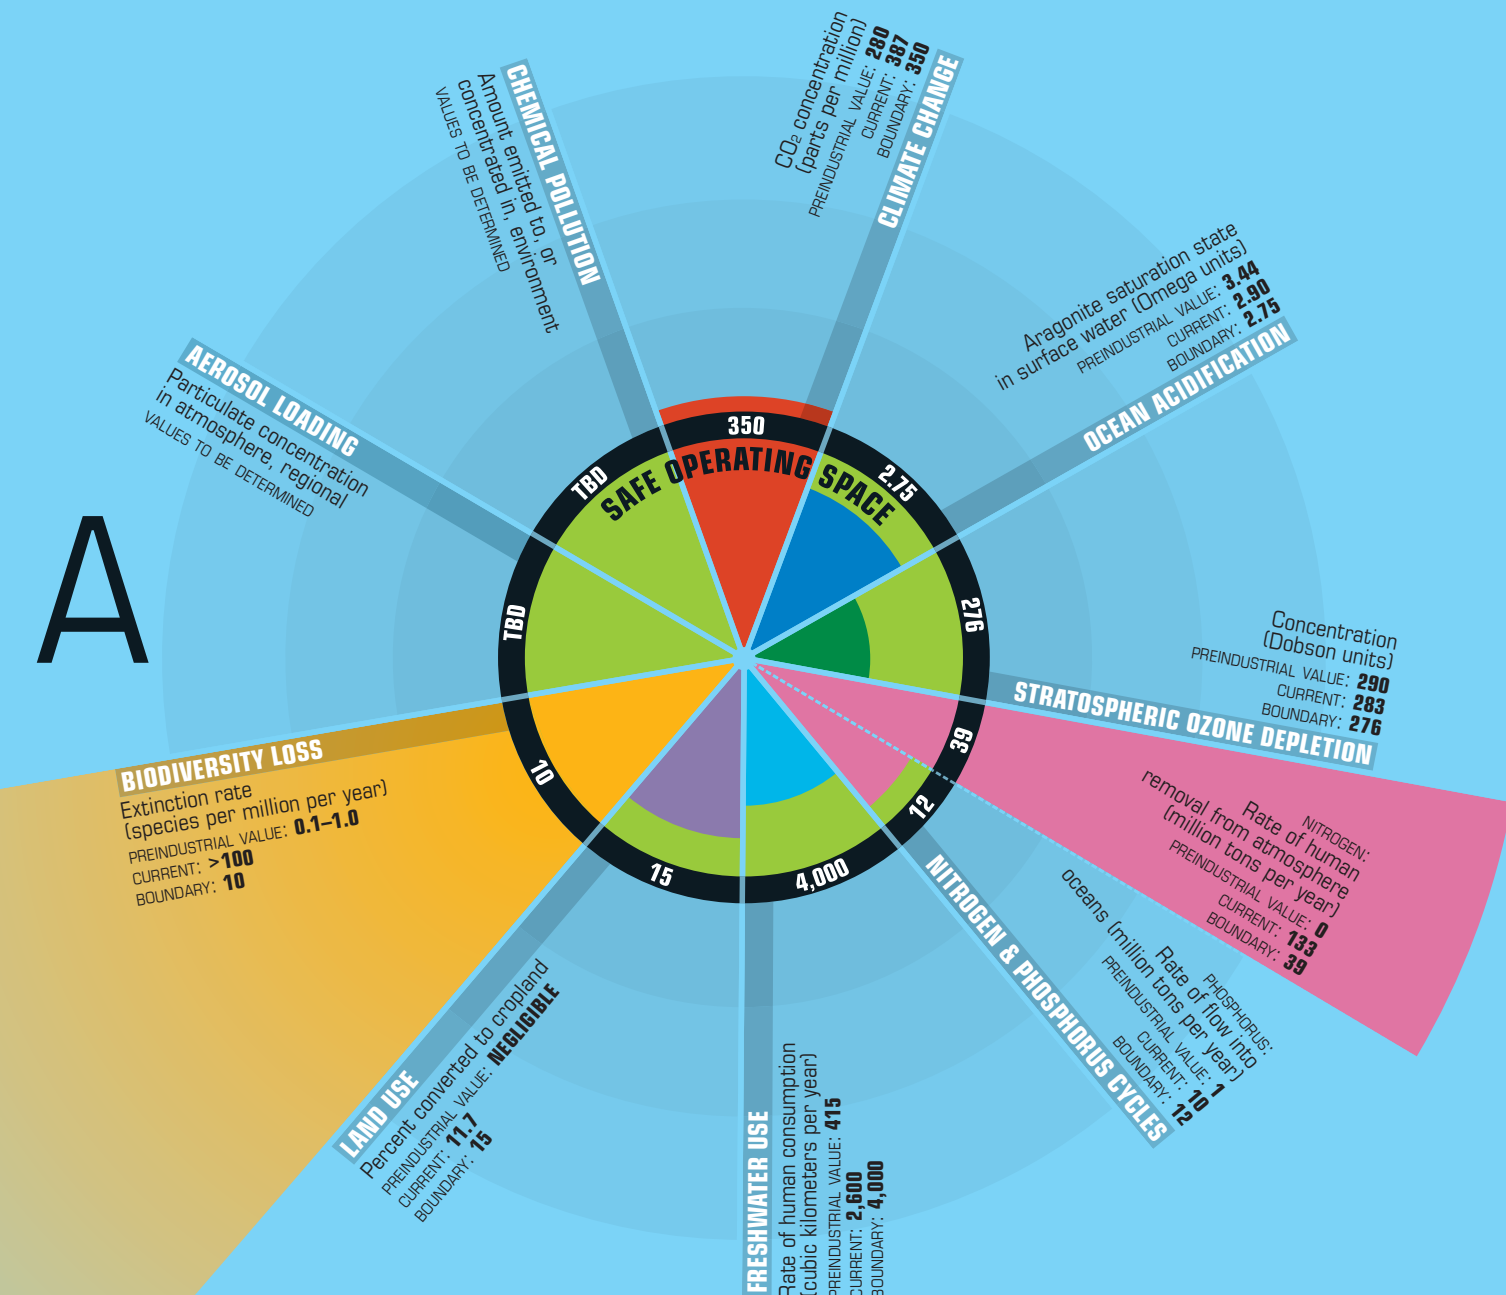 A
CHEMICAL POLLUTION
Amount emitted to, or
concentrated in, environment
VALUES TO BE DETERMINED
CO₂ concentration
(parts per million)
PREINDUSTRIAL VALUE: 280
CURRENT: 387
BOUNDARY: 350
CLIMATE CHANGE
Aragonite saturation state
in surface water (Omega units)
PREINDUSTRIAL VALUE: 3.44
CURRENT: 2.90
BOUNDARY: 2.75
OCEAN ACIDIFICATION
Concentration
(Dobson units)
PREINDUSTRIAL VALUE: 290
CURRENT: 283
BOUNDARY: 276
STRATOSPHERIC OZONE DEPLETION
NITROGEN:
Rate of human
removal from atmosphere
(million tons per year)
PREINDUSTRIAL VALUE: 0
CURRENT: 133
BOUNDARY: 39
PHOSPHORUS:
Rate of flow into
oceans (million tons per year)
PREINDUSTRIAL VALUE: 1
CURRENT: 10
BOUNDARY: 12
NITROGEN & PHOSPHORUS CYCLES
FRESHWATER USE
Rate of human consumption
(cubic kilometers per year)
PREINDUSTRIAL VALUE: 415
CURRENT: 2,600
BOUNDARY: 4,000
LAND USE
Percent converted to cropland
PREINDUSTRIAL VALUE: NEGLIGIBLE
CURRENT: 11.7
BOUNDARY: 15
BIODIVERSITY LOSS
Extinction rate
(species per million per year)
PREINDUSTRIAL VALUE: 0.1–1.0
CURRENT: >100
BOUNDARY: 10
AEROSOL LOADING
Particulate concentration
in atmosphere, regional
VALUES TO BE DETERMINED
SAFE OPERATING SPACE
350
2.75
276
39
12
4,000
15
10
TBD
TBD